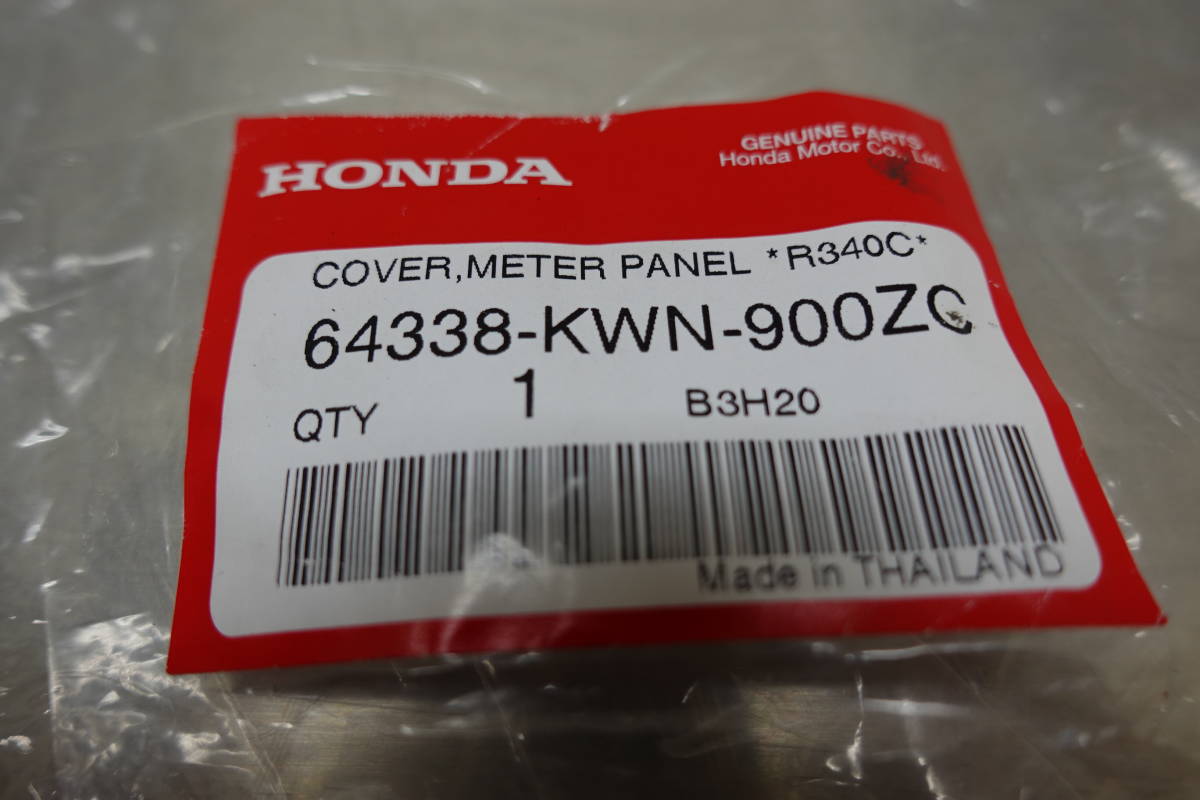 HONDA
GENUINE PARTS
Honda Motor Co., Ltd.
COVER,METER PANEL *R340C*
64338-KWN-900ZC
QTY 1 B3H20
Made in THAILAND